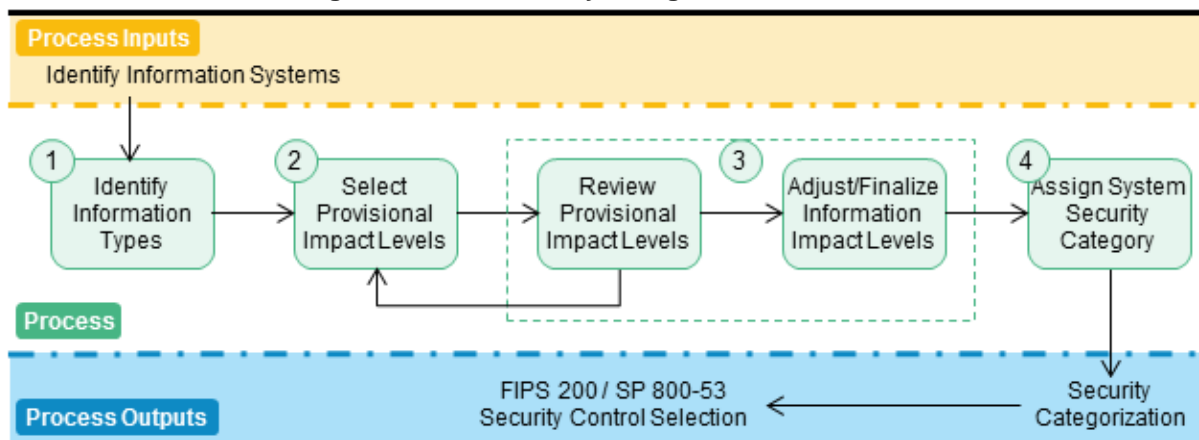 Process Inputs
Identify Information Systems
1
Identify
Information
Types
2
Select
Provisional
Impact Levels
3
Review
Provisional
Impact Levels
Adjust/Finalize
Information
Impact Levels
4
Assign System
Security
Category
Process
Process Outputs
FIPS 200 / SP 800-53
Security Control Selection
Security
Categorization